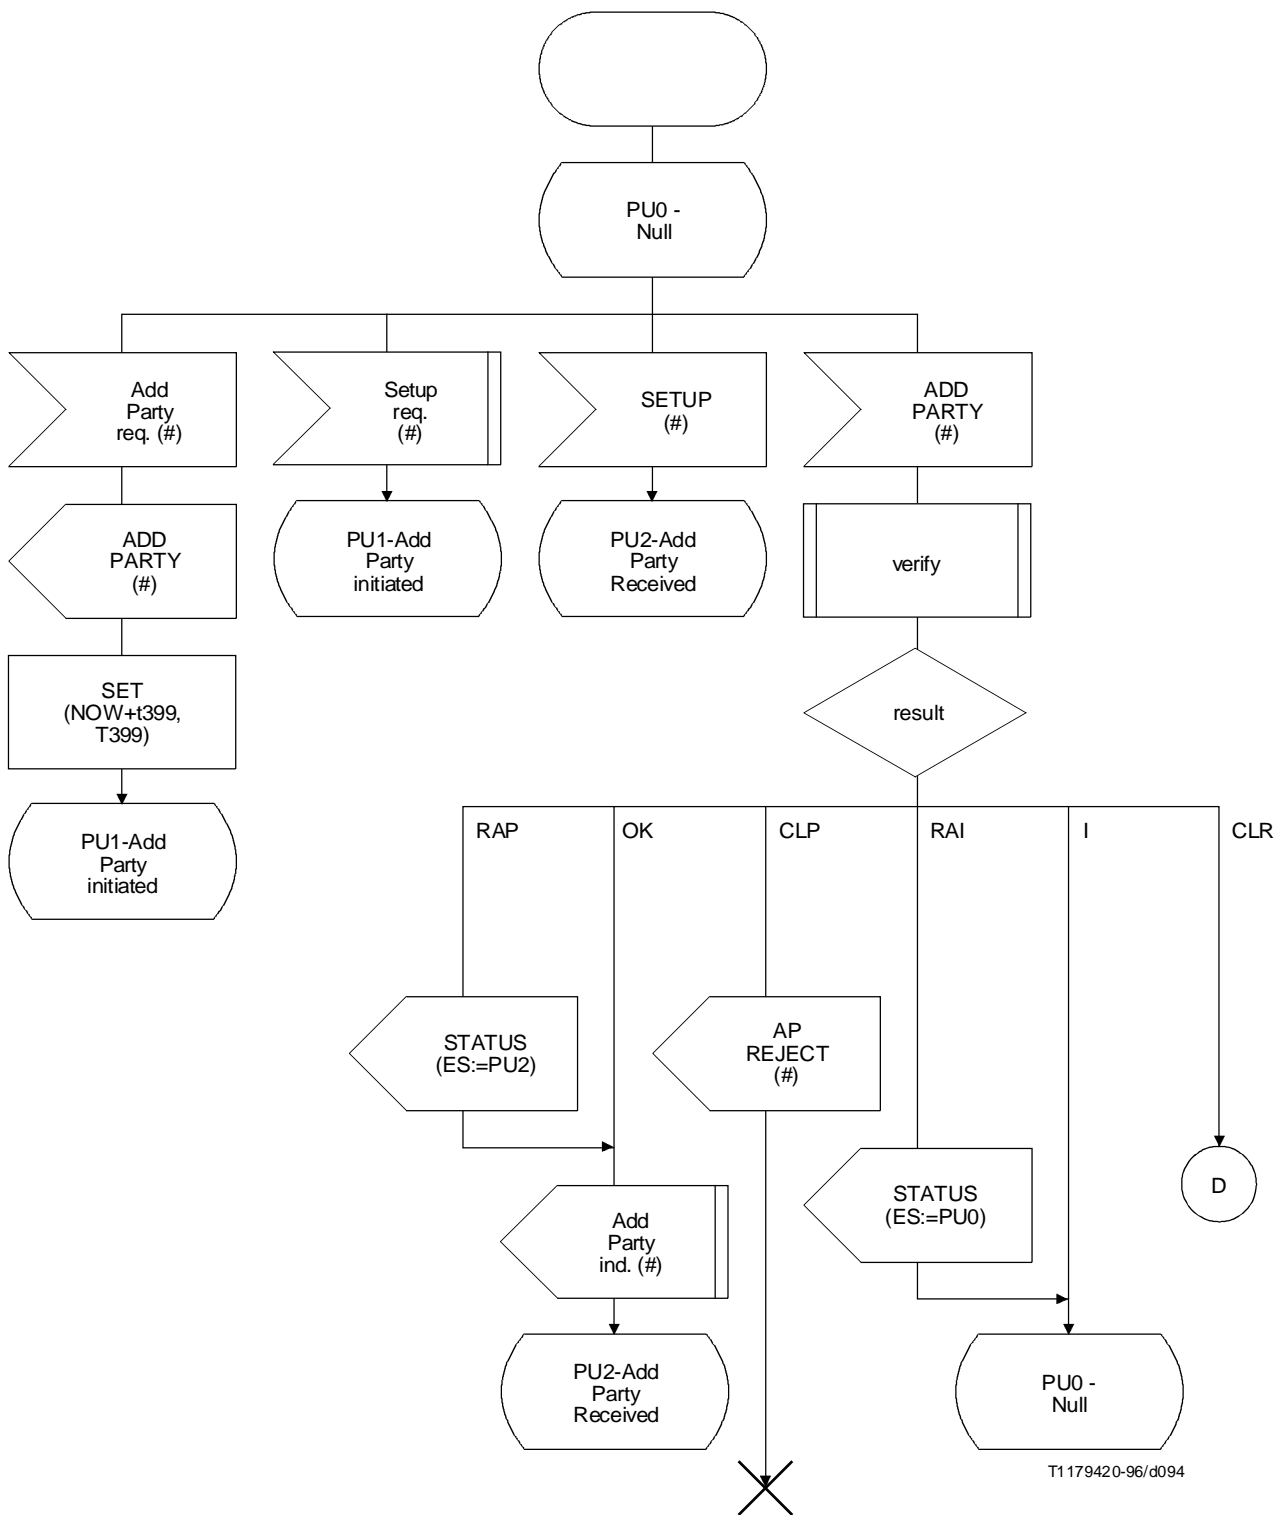 PU0 -
Null
Add
Party
req. (#)
Setup
req.
(#)
SETUP
(#)
ADD
PARTY
(#)
ADD
PARTY
(#)
PU1-Add
Party
initiated
PU2-Add
Party
Received
verify
SET
(NOW+t399,
T399)
result
PU1-Add
Party
initiated
RAP
OK
CLP
RAI
I
CLR
STATUS
(ES:=PU2)
AP
REJECT
(#)
STATUS
(ES:=PU0)
D
Add
Party
ind. (#)
PU2-Add
Party
Received
PU0 -
Null
T1179420-96/d094